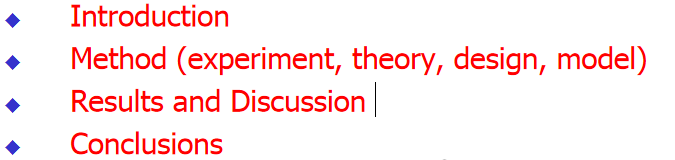 Introduction
Method (experiment, theory, design, model)
Results and Discussion
Conclusions